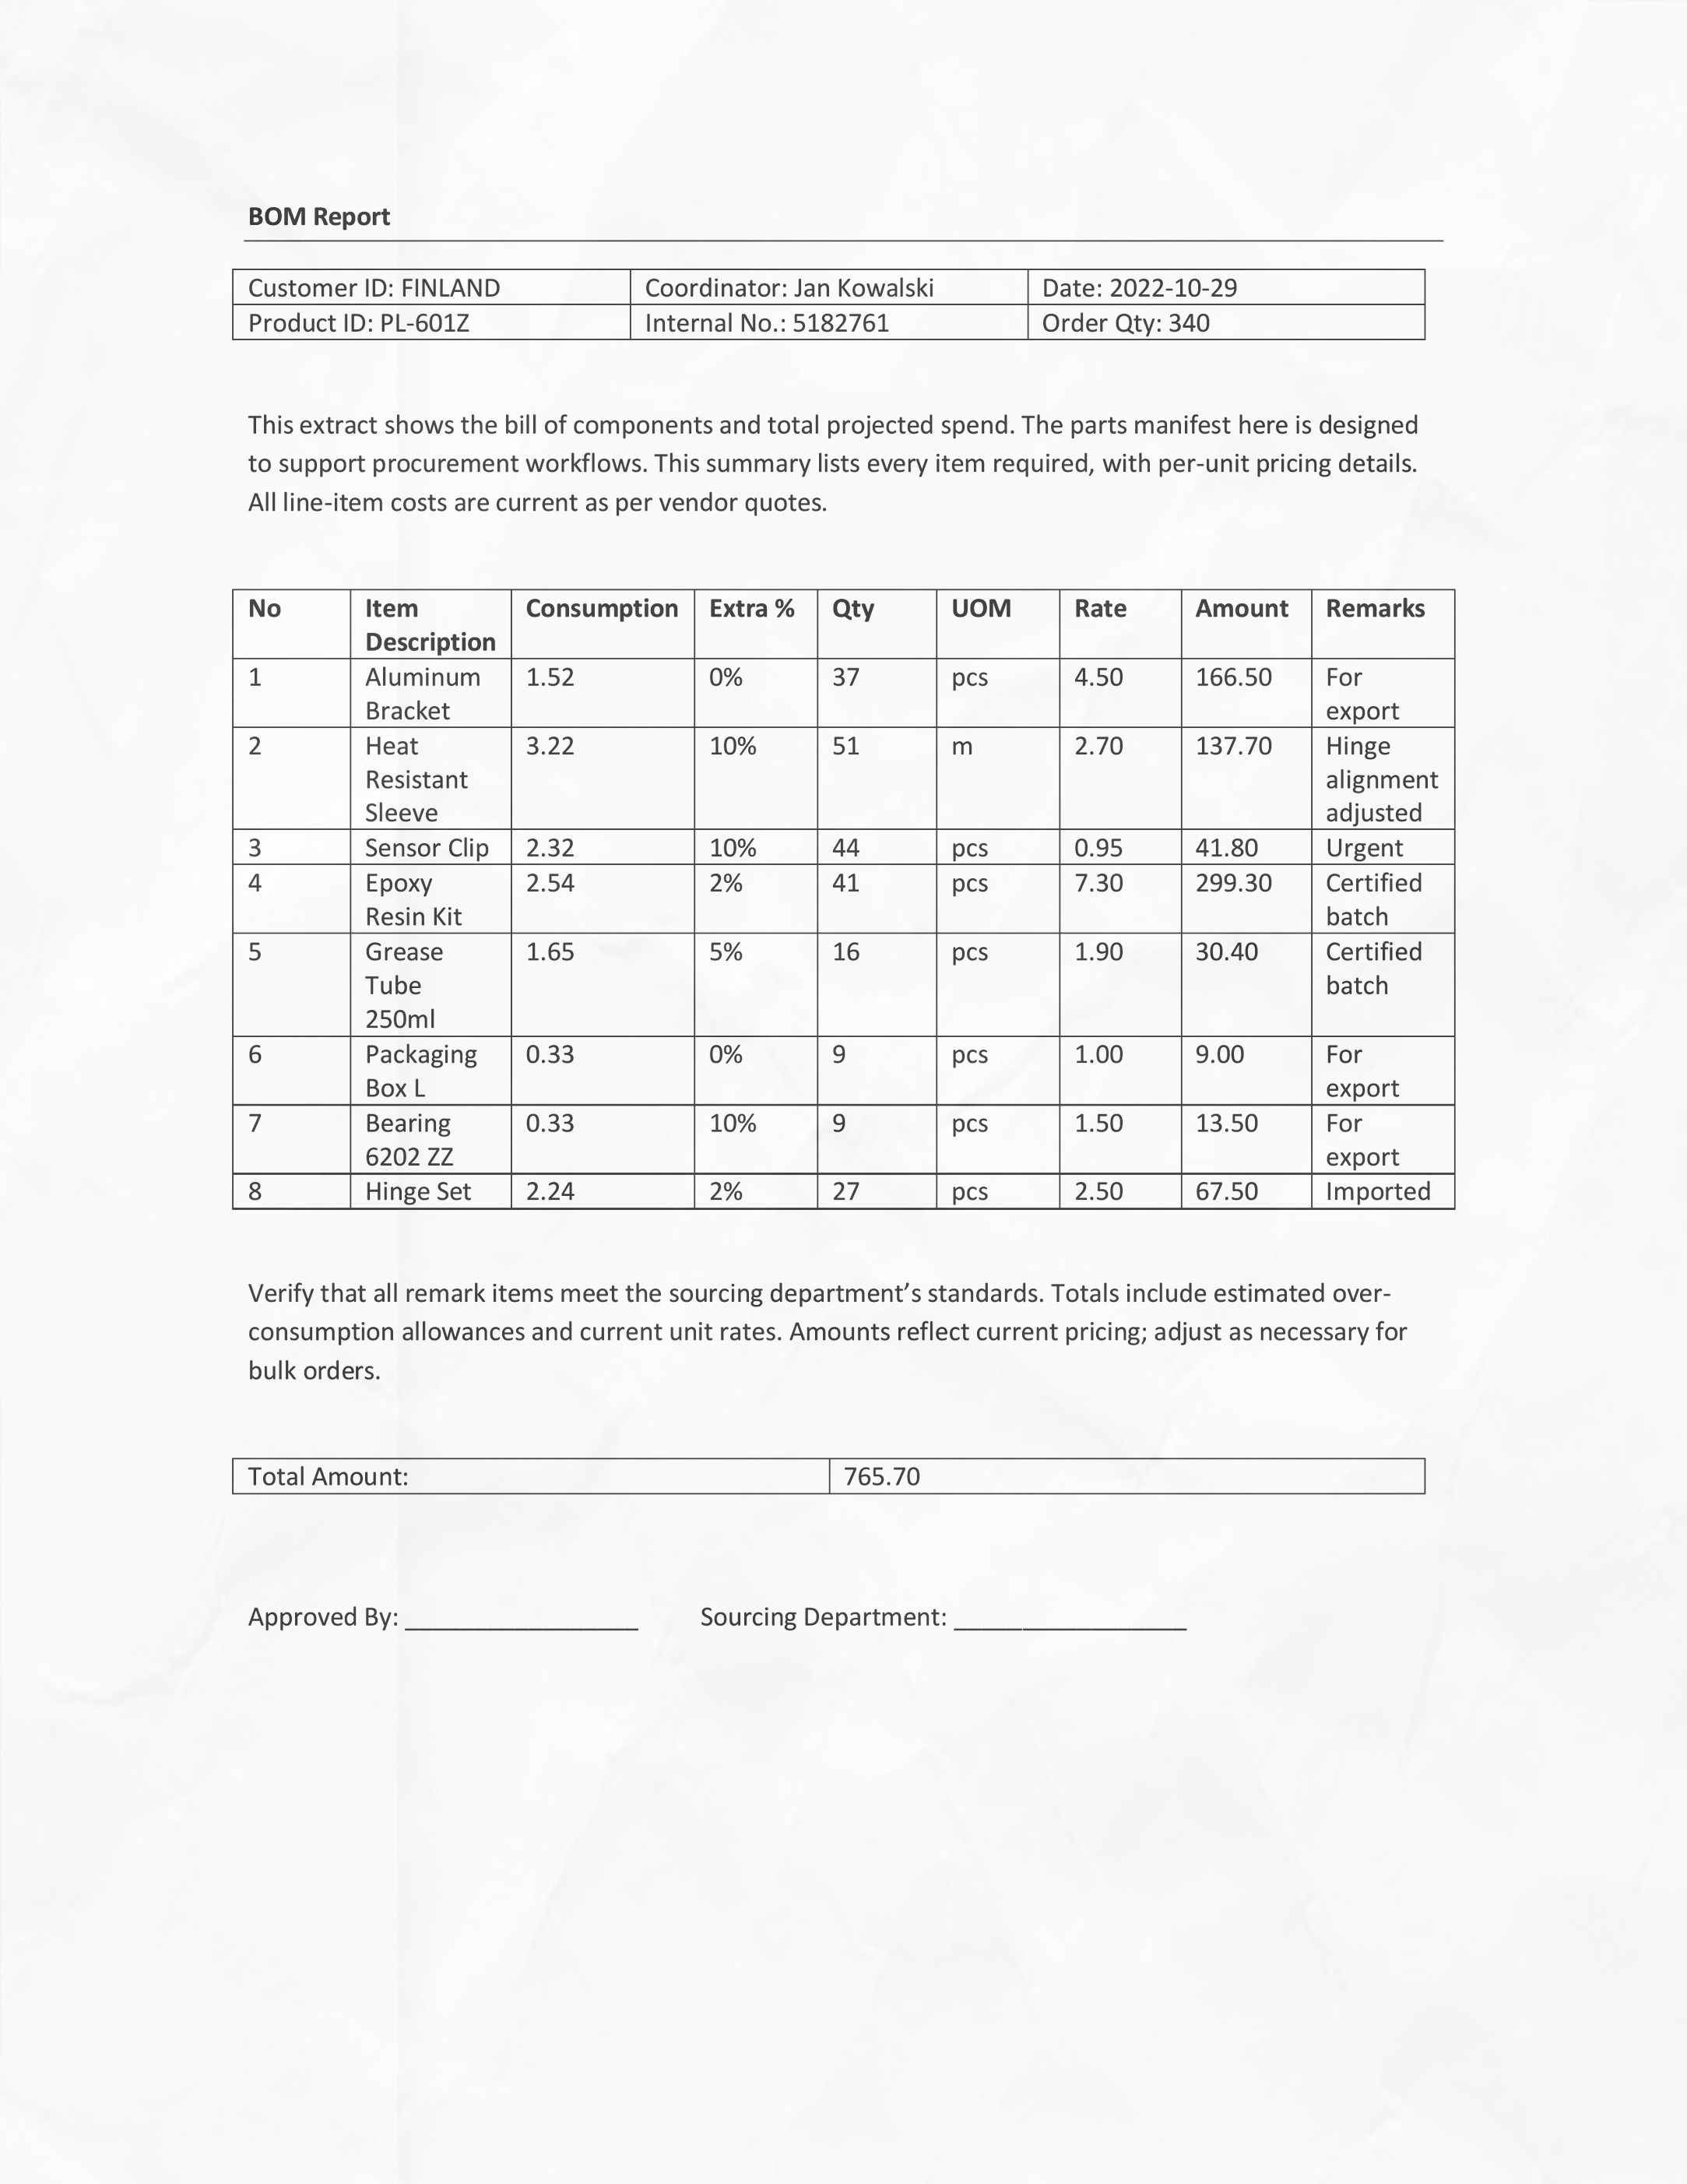 BOM Report
Customer ID: FINLAND Coordinator: Jan Kowalski Date: 2022-10-29
Product ID: PL-601Z Internal No.: 5182761 Order Qty: 340
This extract shows the bill of components and total projected spend. The parts manifest here is designed
to support procurement workflows. This summary lists every item required, with per-unit pricing details.
All line-item costs are current as per vendor quotes.
No Item Description Consumption Extra % Qty UOM Rate Amount Remarks
1 Aluminum Bracket 1.52 0% 37 pcs 4.50 166.50 For export
2 Heat Resistant Sleeve 3.22 10% 51 m 2.70 137.70 Hinge alignment adjusted
3 Sensor Clip 2.32 10% 44 pcs 0.95 41.80 Urgent
4 Epoxy Resin Kit 2.54 2% 41 pcs 7.30 299.30 Certified batch
5 Grease Tube 250ml 1.65 5% 16 pcs 1.90 30.40 Certified batch
6 Packaging Box L 0.33 0% 9 pcs 1.00 9.00 For export
7 Bearing 6202 ZZ 0.33 10% 9 pcs 1.50 13.50 For export
8 Hinge Set 2.24 2% 27 pcs 2.50 67.50 Imported
Verify that all remark items meet the sourcing department’s standards. Totals include estimated over-
consumption allowances and current unit rates. Amounts reflect current pricing; adjust as necessary for
bulk orders.
Total Amount: 765.70
Approved By: _________________ Sourcing Department: _________________